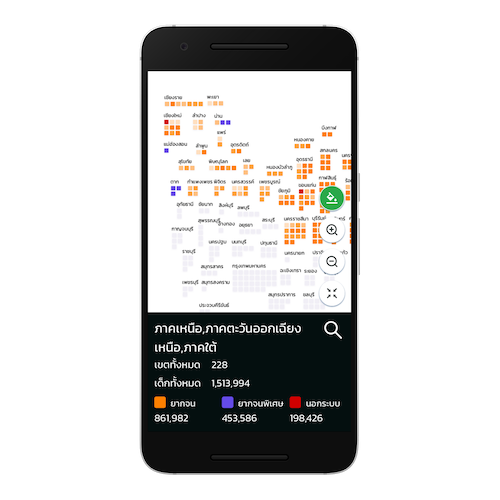 เชียงราย พะเยา
เชียงใหม่ ลำปาง น่าน
แพร่
แม่ฮ่องสอน ลำพูน อุตรดิตถ์
บึงกาฬ
หนองคาย
สกลนคร
สุโขทัย พิษณุโลก เลย หนองบัวลำภู อุดรธานี
ตาก กำแพงเพชร พิจิตร นครสวรรค์ เพชรบูรณ์ ชัยภูมิ ขอนแก่น กาฬสินธุ์
อุทัยธานี ชัยนาท สิงห์บุรี ลพบุรี
กาญจนบุรี สุพรรณบุรี อ่างทอง อยุธยา สระบุรี นครราชสีมา
ราชบุรี นครปฐม นนทบุรี ปทุมธานี นครนายก
สมุทรสาคร กรุงเทพมหานคร ฉะเชิงเทรา ระยอง
เพชรบุรี สมุทรสงคราม
สมุทรปราการ ชลบุรี
ประจวบคีรีขันธ์
ภาคเหนือ,ภาคตะวันออกเฉียง
เหนือ,ภาคใต้
เขตทั้งหมด 228
เด็กทั้งหมด 1,513,994
ยากจน ยากจนพิเศษ นอกระบบ
861,982 453,586 198,426